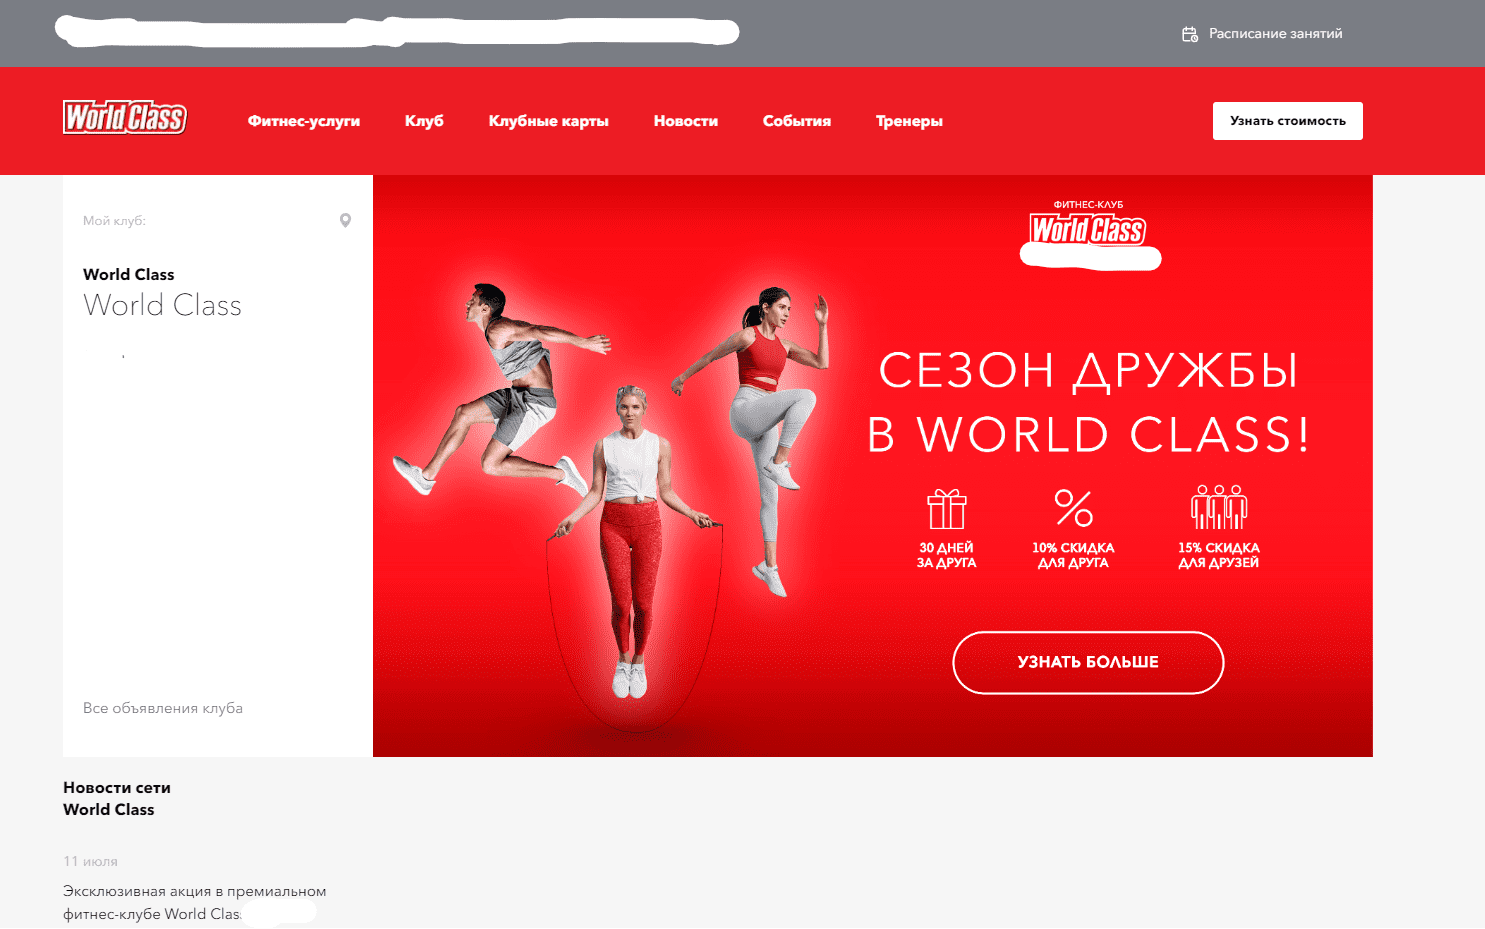 Расписание занятий
World Class
Фитнес-услуги
Клуб
Клубные карты
Новости
События
Тренеры
Узнать стоимость
Мой клуб:
World Class
World Class
Все объявления клуба
ФИТНЕС-КЛУБ
World Class
СЕЗОН ДРУЖБЫ
В WORLD CLASS!
30 ДНЕЙ
ЗА ДРУГА
10% СКИДКА
ДЛЯ ДРУГА
15% СКИДКА
ДЛЯ ДРУЗЕЙ
УЗНАТЬ БОЛЬШЕ
Новости сети
World Class
11 июля
Эксклюзивная акция в премиальном
фитнес-клубе World Clas